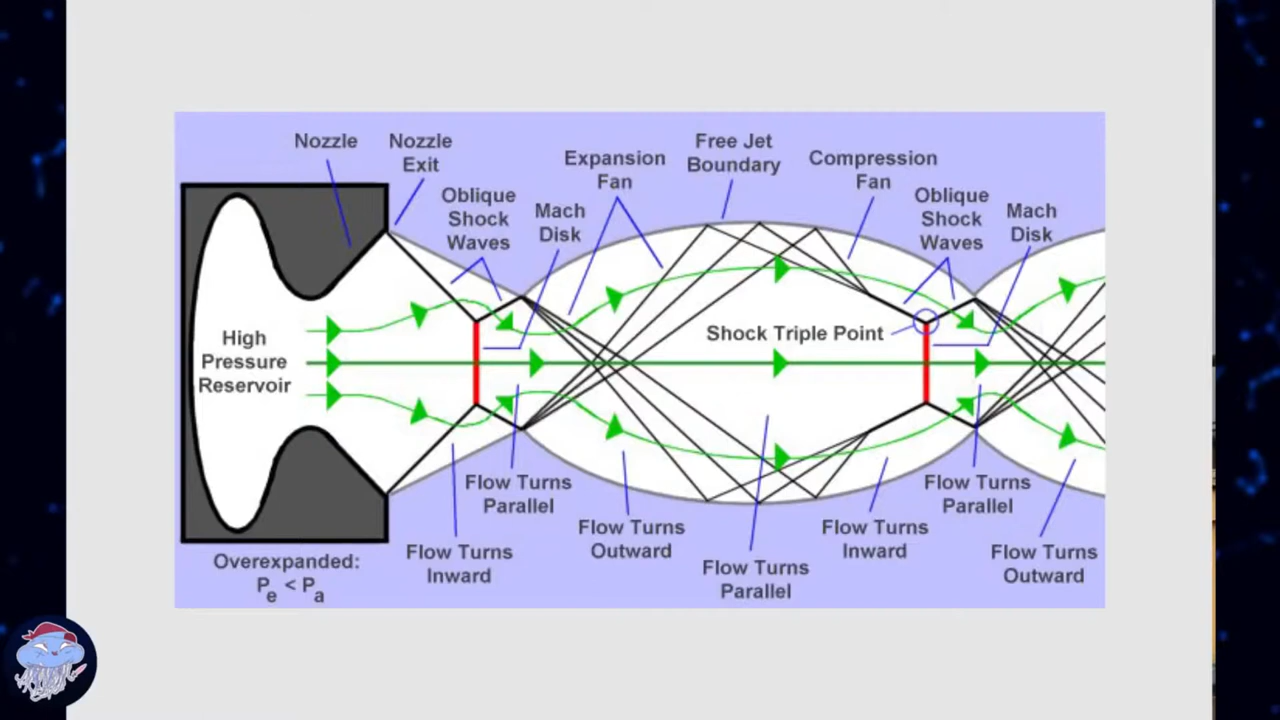 Nozzle
Nozzle
Exit
Oblique
Shock
Waves
Mach
Disk
Expansion
Fan
Free Jet
Boundary
Compression
Fan
Oblique
Shock
Waves
Mach
Disk
High
Pressure
Reservoir
Shock Triple Point
Overexpanded:
Pe < Pa
Flow Turns
Inward
Flow Turns
Parallel
Flow Turns
Outward
Flow Turns
Parallel
Flow Turns
Inward
Flow Turns
Parallel
Flow Turns
Outward